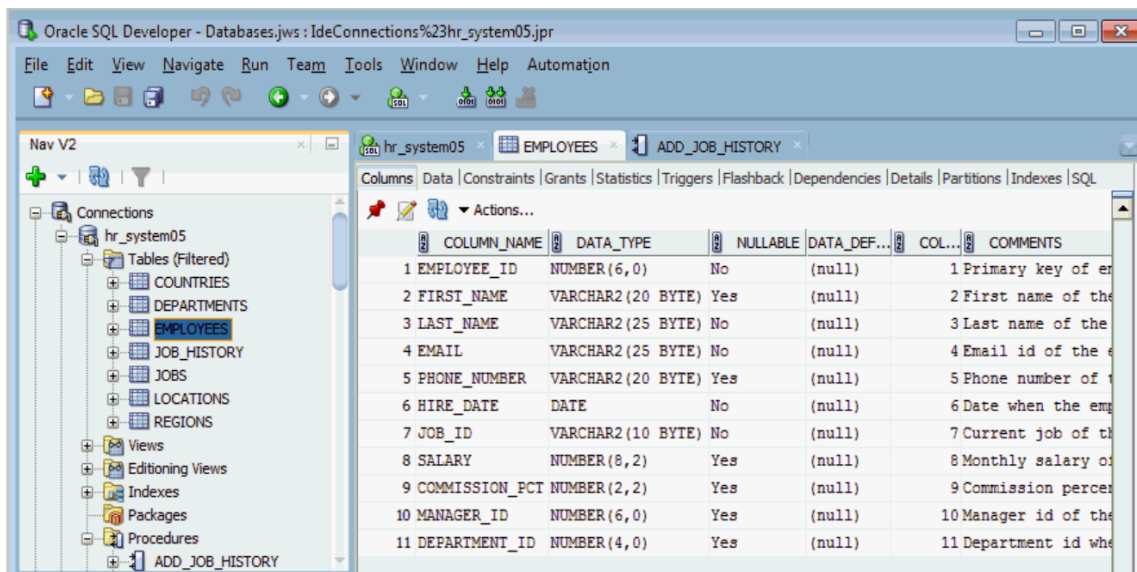 Oracle SQL Developer - Databases.jws : IdeConnections%23hr_system05.jpr
File Edit View Navigate Run Team Tools Window Help Automation
Nav V2
Connections
hr_system05
Tables (Filtered)
COUNTRIES
DEPARTMENTS
EMPLOYEES
JOB_HISTORY
JOBS
LOCATIONS
REGIONS
Views
Editioning Views
Indexes
Packages
Procedures
ADD_JOB_HISTORY
hr_system05 EMPLOYEES ADD_JOB_HISTORY
Columns Data |Constraints |Grants |Statistics |Triggers |Flashback |Dependencies |Details |Partitions |Indexes |SQL
Actions...
COLUMN_NAME DATA_TYPE NULLABLE DATA_DEF... COL... COMMENTS
1 EMPLOYEE_ID NUMBER(6,0) No (null) 1 Primary key of em
2 FIRST_NAME VARCHAR2(20 BYTE) Yes (null) 2 First name of the
3 LAST_NAME VARCHAR2(25 BYTE) No (null) 3 Last name of the
4 EMAIL VARCHAR2(25 BYTE) No (null) 4 Email id of the e
5 PHONE_NUMBER VARCHAR2(20 BYTE) Yes (null) 5 Phone number of
6 HIRE_DATE DATE No (null) 6 Date when the emp
7 JOB_ID VARCHAR2(10 BYTE) No (null) 7 Current job of th
8 SALARY NUMBER(8,2) Yes (null) 8 Monthly salary of
9 COMMISSION_PCT NUMBER(2,2) Yes (null) 9 Commission percen
10 MANAGER_ID NUMBER(6,0) Yes (null) 10 Manager id of the
11 DEPARTMENT_ID NUMBER(4,0) Yes (null) 11 Department id whe